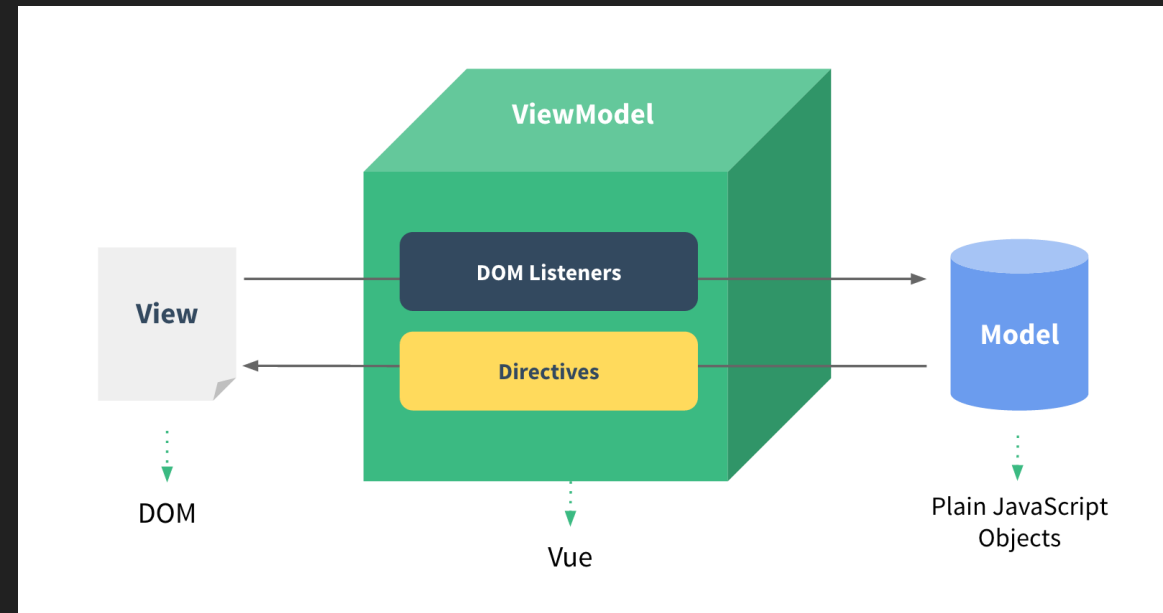 ViewModel
DOM Listeners
View
Model
Directives
DOM
Plain JavaScript
Objects
Vue